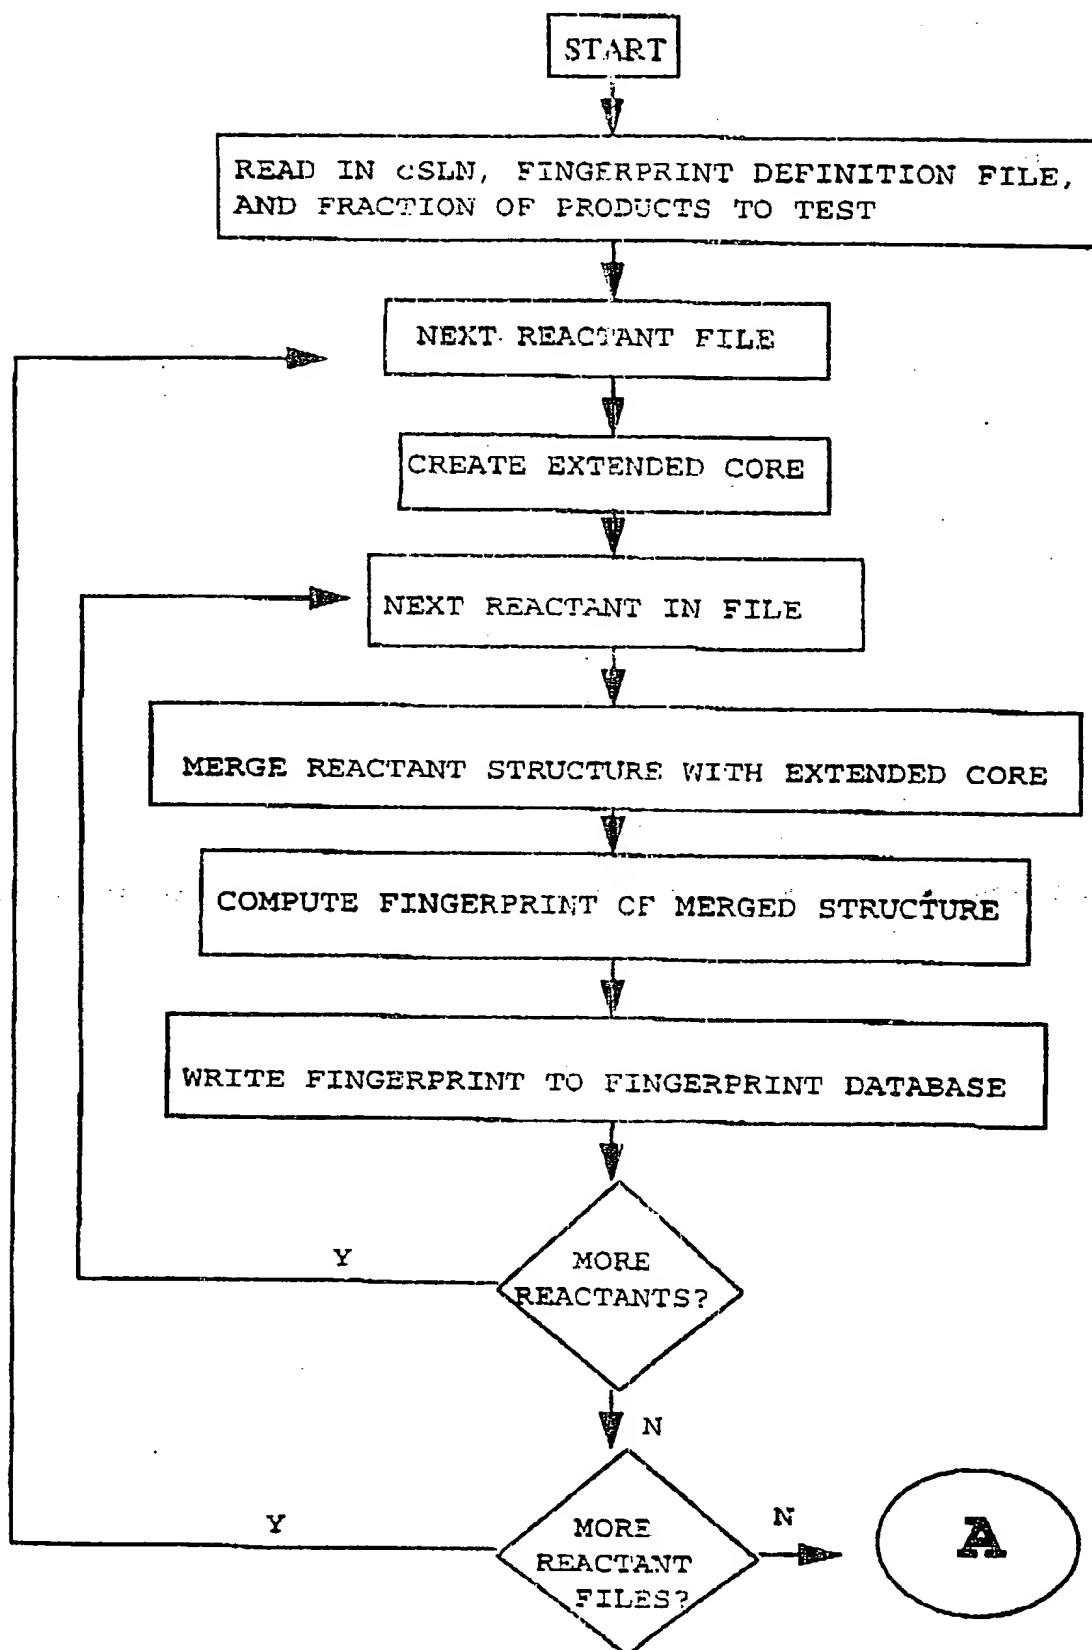 START
READ IN cSLN, FINGERPRINT DEFINITION FILE,
AND FRACTION OF PRODUCTS TO TEST
NEXT REACTANT FILE
CREATE EXTENDED CORE
NEXT REACTANT IN FILE
MERGE REACTANT STRUCTURE WITH EXTENDED CORE
COMPUTE FINGERPRINT OF MERGED STRUCTURE
WRITE FINGERPRINT TO FINGERPRINT DATABASE
Y
MORE
REACTANTS?
N
Y
MORE
REACTANT
FILES?
N
A